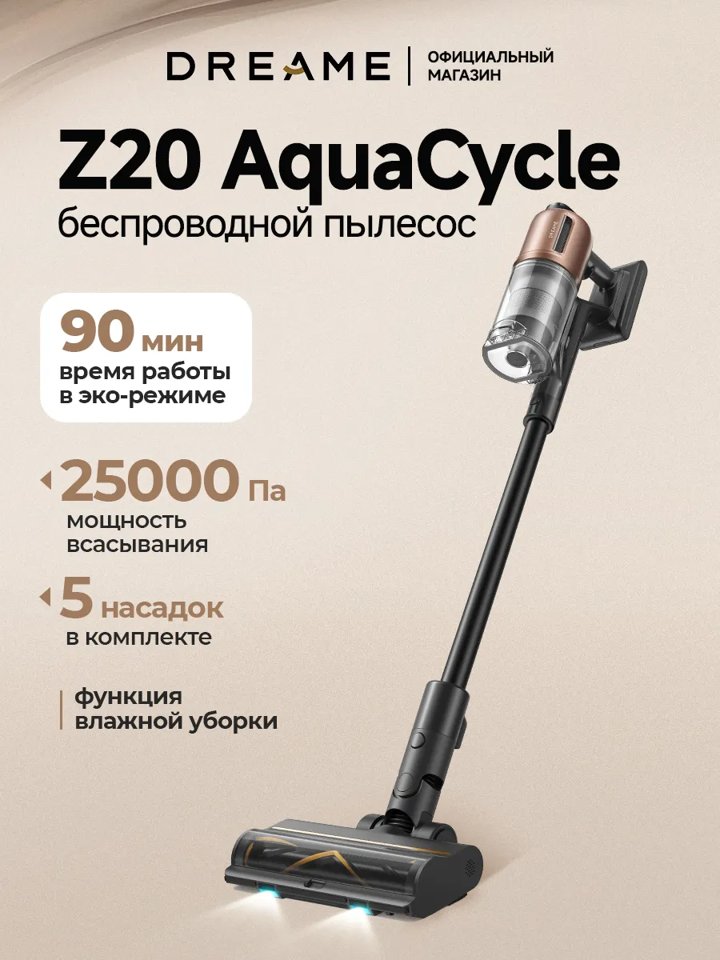 DREAME
ОФИЦИАЛЬНЫЙ
МАГАЗИН
Z20 AquaCycle
беспроводной пылесос
DREAME
90 мин
время работы
в эко-режиме
25000 Па
мощность
всасывания
5 насадок
в комплекте
функция
влажной уборки